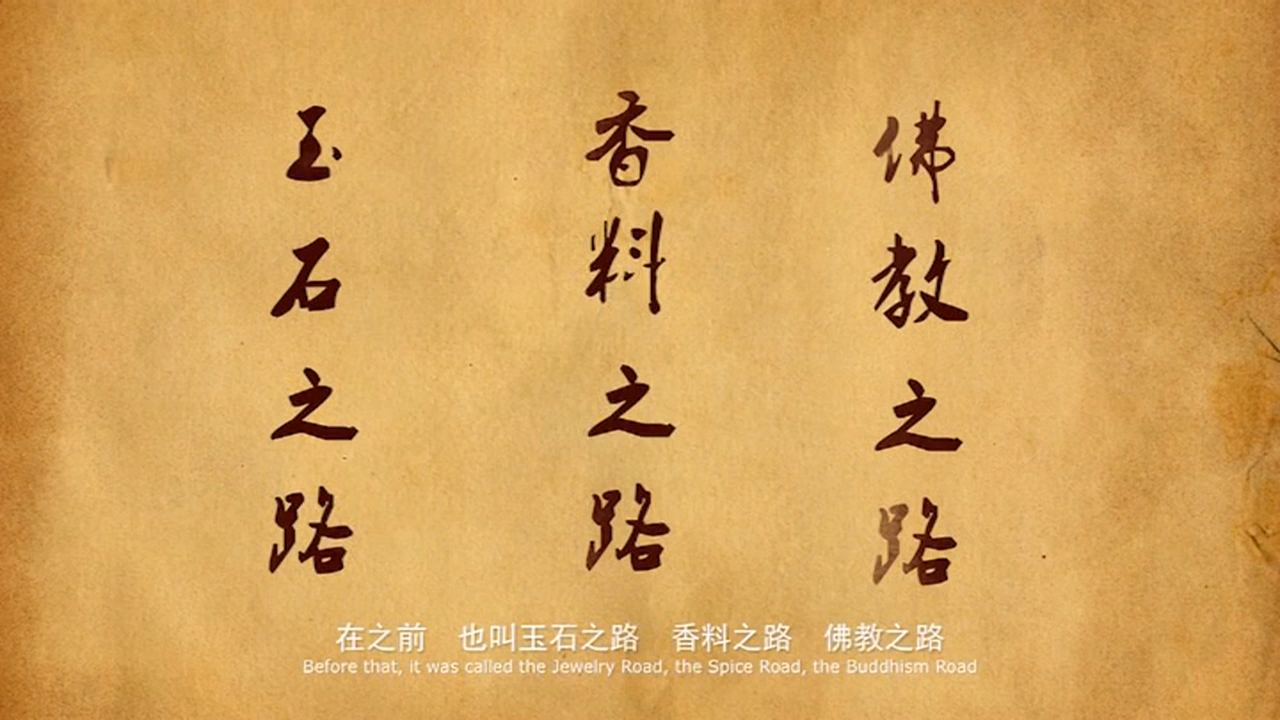 玉石之路
香料之路
佛教之路
在之前 也叫玉石之路 香料之路 佛教之路
Before that, it was called the Jewelry Road, the Spice Road, the Buddhism Road